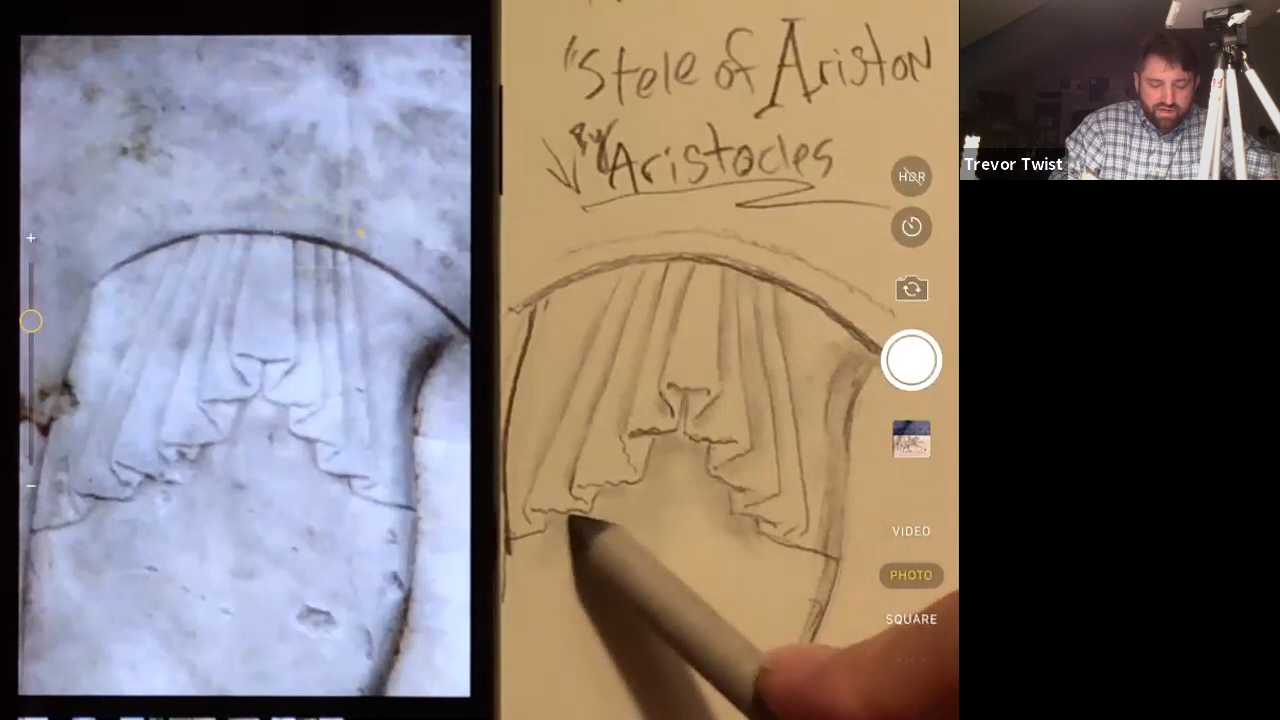 "Stele of Ariston
By Aristocles
HDR
Trevor Twist
VIDEO
PHOTO
SQUARE